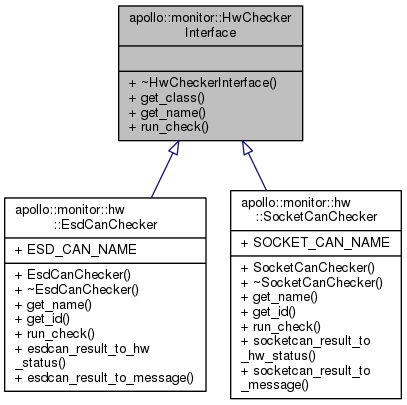 apollo::monitor::HwChecker
Interface
+ ~HwCheckerInterface()
+ get_class()
+ get_name()
+ run_check()
apollo::monitor::hw
::EsdCanChecker
+ ESD_CAN_NAME
+ EsdCanChecker()
+ ~EsdCanChecker()
+ get_name()
+ get_id()
+ run_check()
+ esdcan_result_to_hw
_status()
+ esdcan_result_to_message()
apollo::monitor::hw
::SocketCanChecker
+ SOCKET_CAN_NAME
+ SocketCanChecker()
+ ~SocketCanChecker()
+ get_name()
+ get_id()
+ run_check()
+ socketcan_result_to
_hw_status()
+ socketcan_result_to
_message()